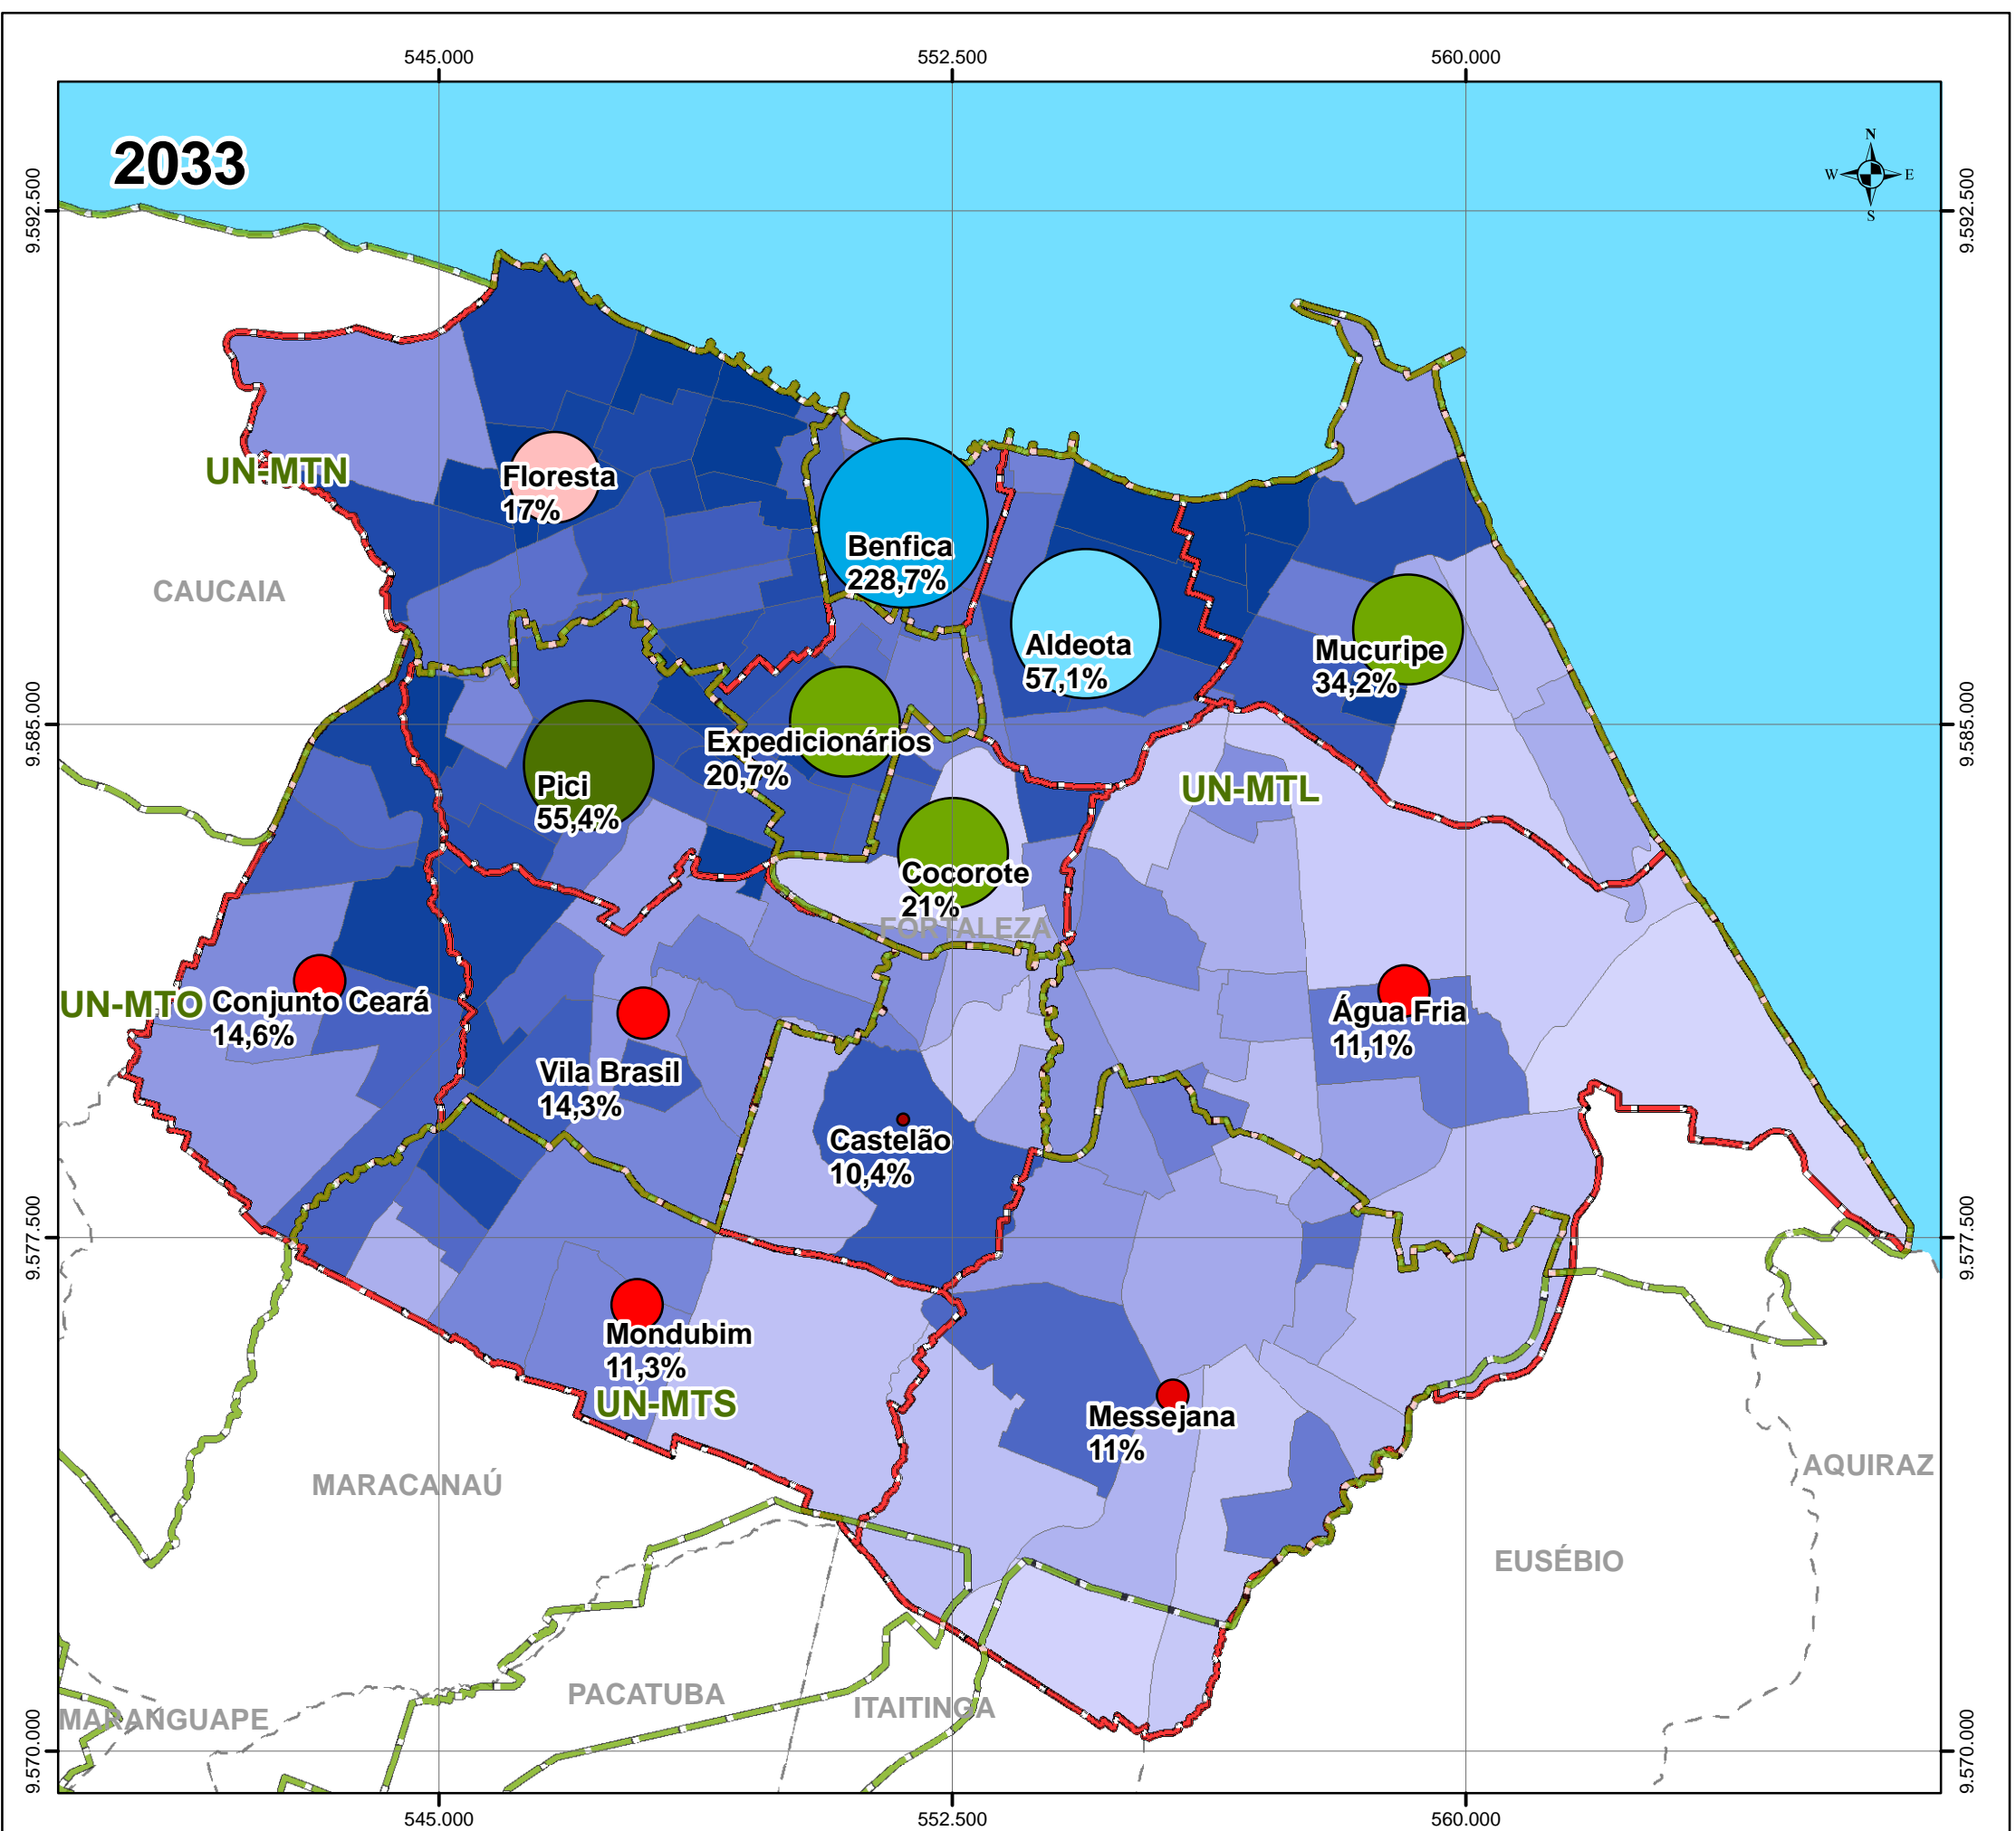 545.000
552.500
560.000
2033
N
W
E
S
9.592.500
9.592.500
UN-MTN
Floresta
17%
Benfica
228,7%
CAUCAIA
Aldeota
57,1%
Mucuripe
34,2%
9.585.000
9.585.000
Expedicionários
20,7%
Pici
55,4%
UN-MTL
Cocorote
21%
FORTALEZA
UN-MTO
Conjunto Ceará
14,6%
Água Fria
11,1%
Vila Brasil
14,3%
Castelão
10,4%
9.577.500
9.577.500
Mondubim
11,3%
UN-MTS
Messejana
11%
MARACANAÚ
AQUIRAZ
EUSÉBIO
PACATUBA
ITAITINGA
MARANGUAPE
9.570.000
9.570.000
545.000
552.500
560.000